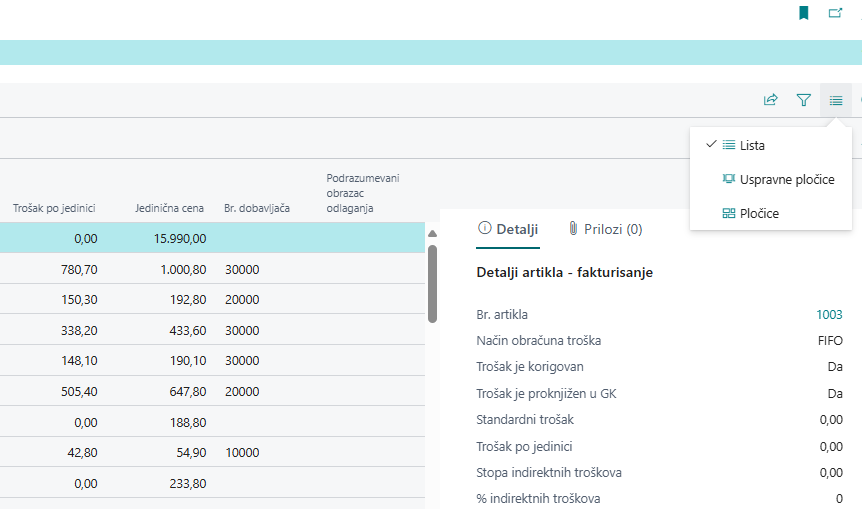 Lista
Uspravne pločice
Pločice
Trošak po jedinici Jedinična cena Br. dobavljača Podrazumevani
obrazac
odlaganja
0,00 15.990,00
780,70 1.000,80 30000
150,30 192,80 20000
338,20 433,60 30000
148,10 190,10 30000
505,40 647,80 20000
0,00 188,80
42,80 54,90 10000
0,00 233,80
Detalji Prilozi (0)
Detalji artikla - fakturisanje
Br. artikla 1003
Način obračuna troška FIFO
Trošak je korigovan Da
Trošak je proknjižen u GK Da
Standardni trošak 0,00
Trošak po jedinici 0,00
Stopa indirektnih troškova 0,00
% indirektnih troškova 0